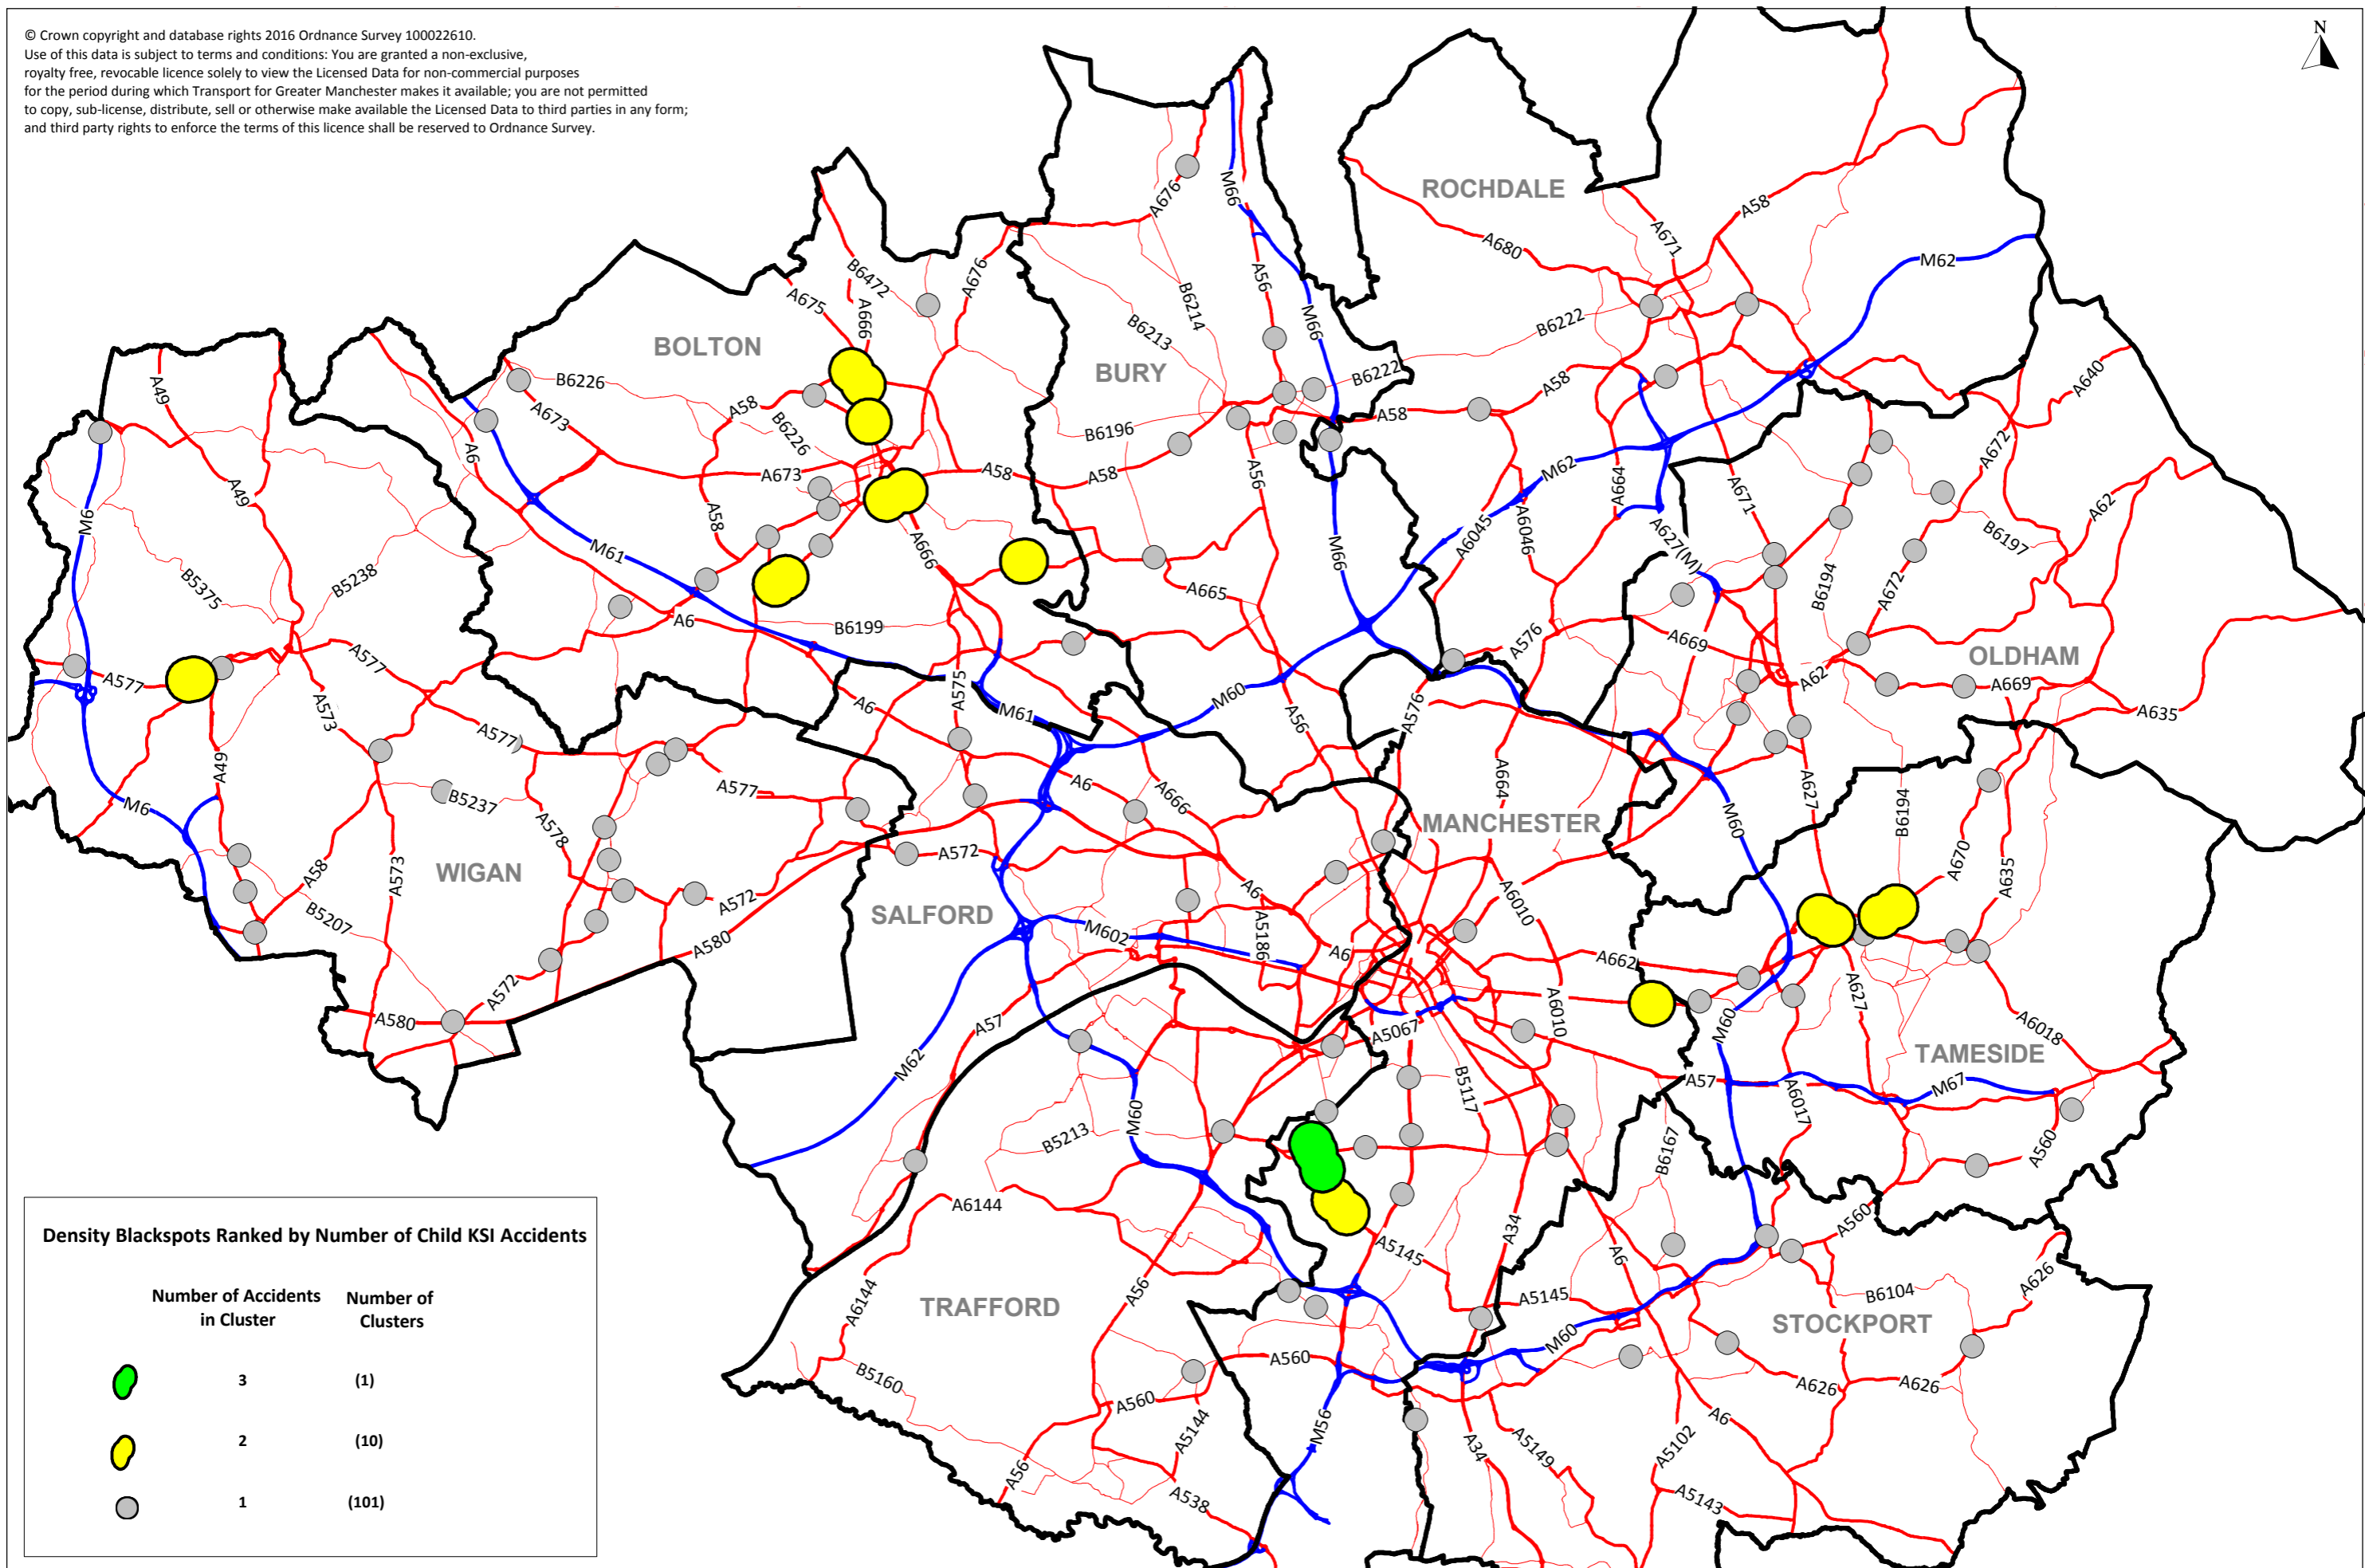 © Crown copyright and database rights 2016 Ordnance Survey 100022610.
Use of this data is subject to terms and conditions: You are granted a non-exclusive,
royalty free, revocable licence solely to view the Licensed Data for non-commercial purposes
for the period during which Transport for Greater Manchester makes it available; you are not permitted
to copy, sub-license, distribute, sell or otherwise make available the Licensed Data to third parties in any form;
and third party rights to enforce the terms of this licence shall be reserved to Ordnance Survey.
N
ROCHDALE
A676
M66
A58
A671
A680
M62
B6472
A676
A56
B6214
A675
A666
M66
B6222
B6213
BOLTON
BURY
A49
B6226
B6222
A640
A58
A58
A673
B6226
B6196
A58
A672
A6
A673
A58
A58
A56
M62
A664
A671
A49
M6
A58
A62
A6045
A6046
A627(M)
B6197
M61
A666
M66
B5375
B5238
A665
B6194
A672
A6
B6199
A576
A669
OLDHAM
A577
A577
A62
A669
A573
A575
A6
M60
M61
A56
A576
A635
A577
A49
A577
A6
A666
A664
A627
M60
B6194
M6
B5237
A578
MANCHESTER
A58
A573
WIGAN
A572
A670
A635
A572
SALFORD
A6
A6010
B5207
A580
M602
A5186
A6
A662
A572
A627
A580
A57
A5067
A6010
M60
A6018
M62
TAMESIDE
B5117
A57
M67
A6017
B5213
M60
B6167
A560
A6144
A34
A560
A5145
A6
A6144
A56
A5145
B6104
A626
TRAFFORD
STOCKPORT
M60
B5160
A560
A626
A626
A560
A5144
M56
A6
A34
A5149
A5102
A56
A538
A5143
Density Blackspots Ranked by Number of Child KSI Accidents
Number of Accidents
in Cluster
Number of
Clusters
3 (1)
2 (10)
1 (101)